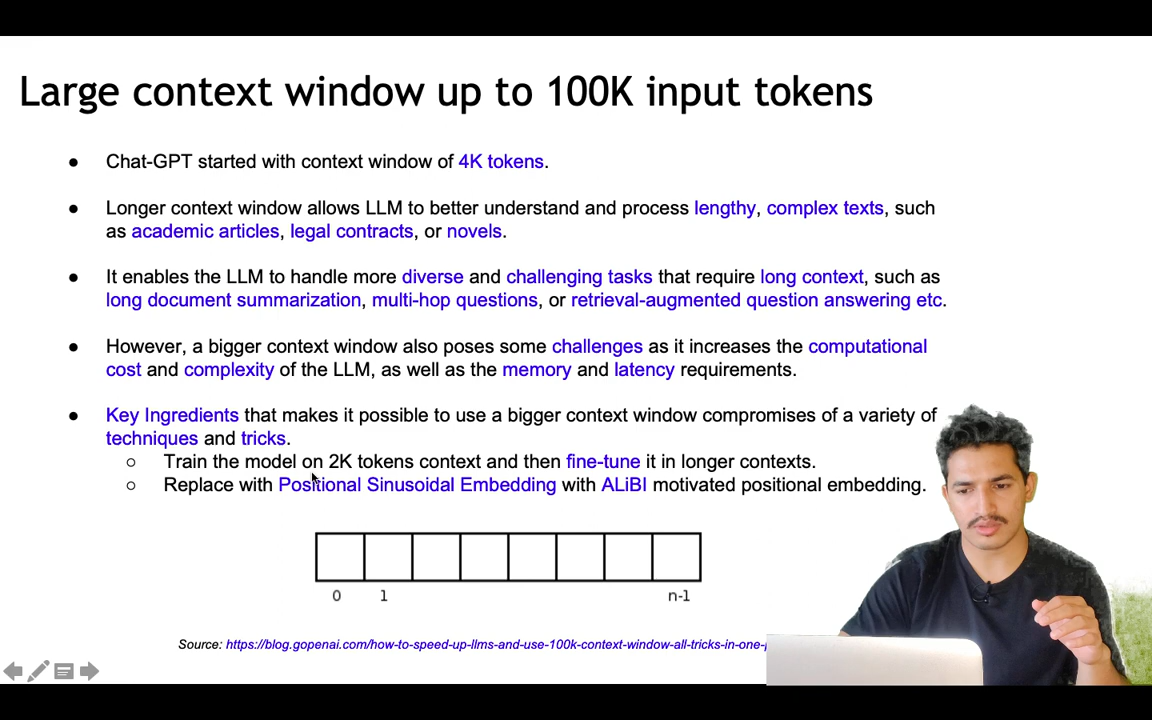 Large context window up to 100K input tokens
● Chat-GPT started with context window of 4K tokens.
● Longer context window allows LLM to better understand and process lengthy, complex texts, such
as academic articles, legal contracts, or novels.
● It enables the LLM to handle more diverse and challenging tasks that require long context, such as
long document summarization, multi-hop questions, or retrieval-augmented question answering etc.
● However, a bigger context window also poses some challenges as it increases the computational
cost and complexity of the LLM, as well as the memory and latency requirements.
● Key Ingredients that makes it possible to use a bigger context window compromises of a variety of
techniques and tricks.
○ Train the model on 2K tokens context and then fine-tune it in longer contexts.
○ Replace with Positional Sinusoidal Embedding with ALiBI motivated positional embedding.
0 1 n-1
Source: https://blog.gopenai.com/how-to-speed-up-llms-and-use-100k-context-window-all-tricks-in-one-